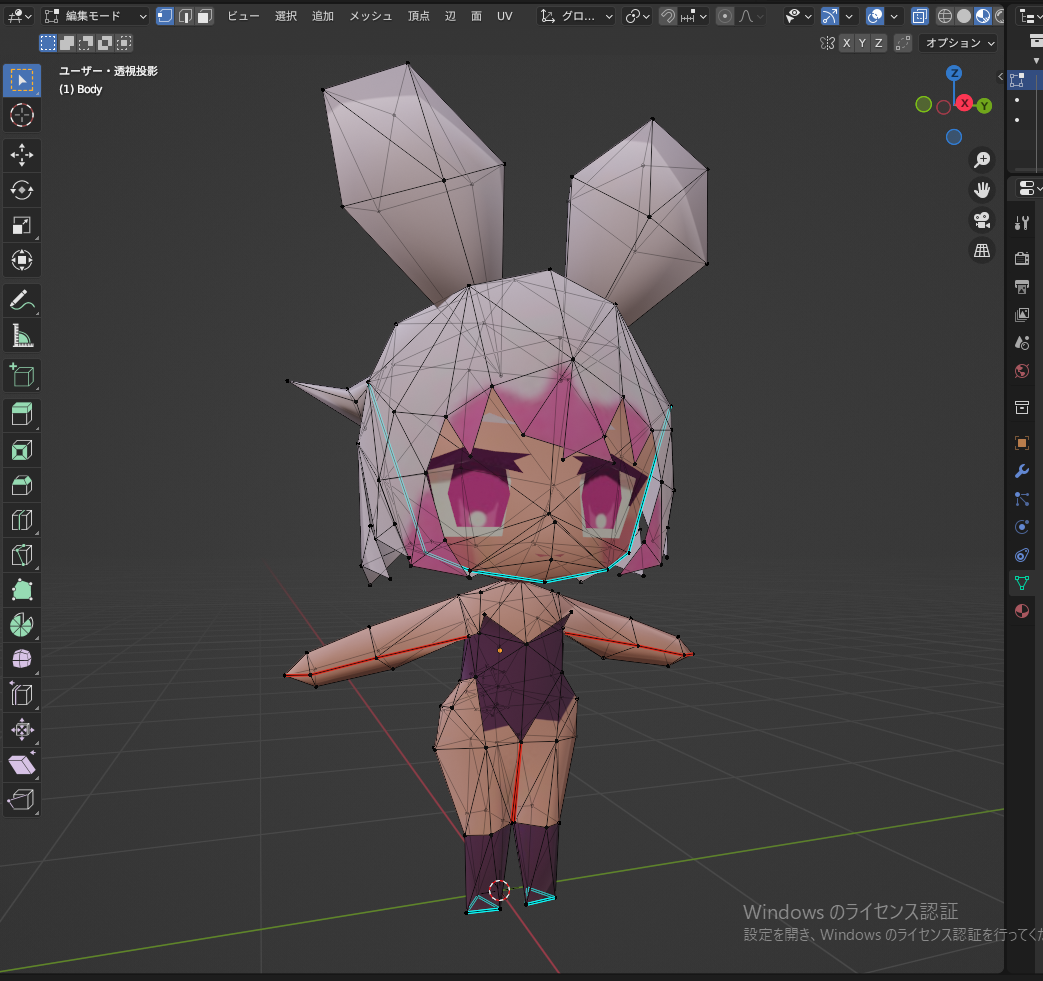 編集モード ビュー 選択 追加 メッシュ 頂点 辺 面 UV グロ...
X Y Z オプション
ユーザー・透視投影
(1) Body
Z
X
Y
Windows のライセンス認証
設定を開き、Windows のライセンス認証を行ってくだ